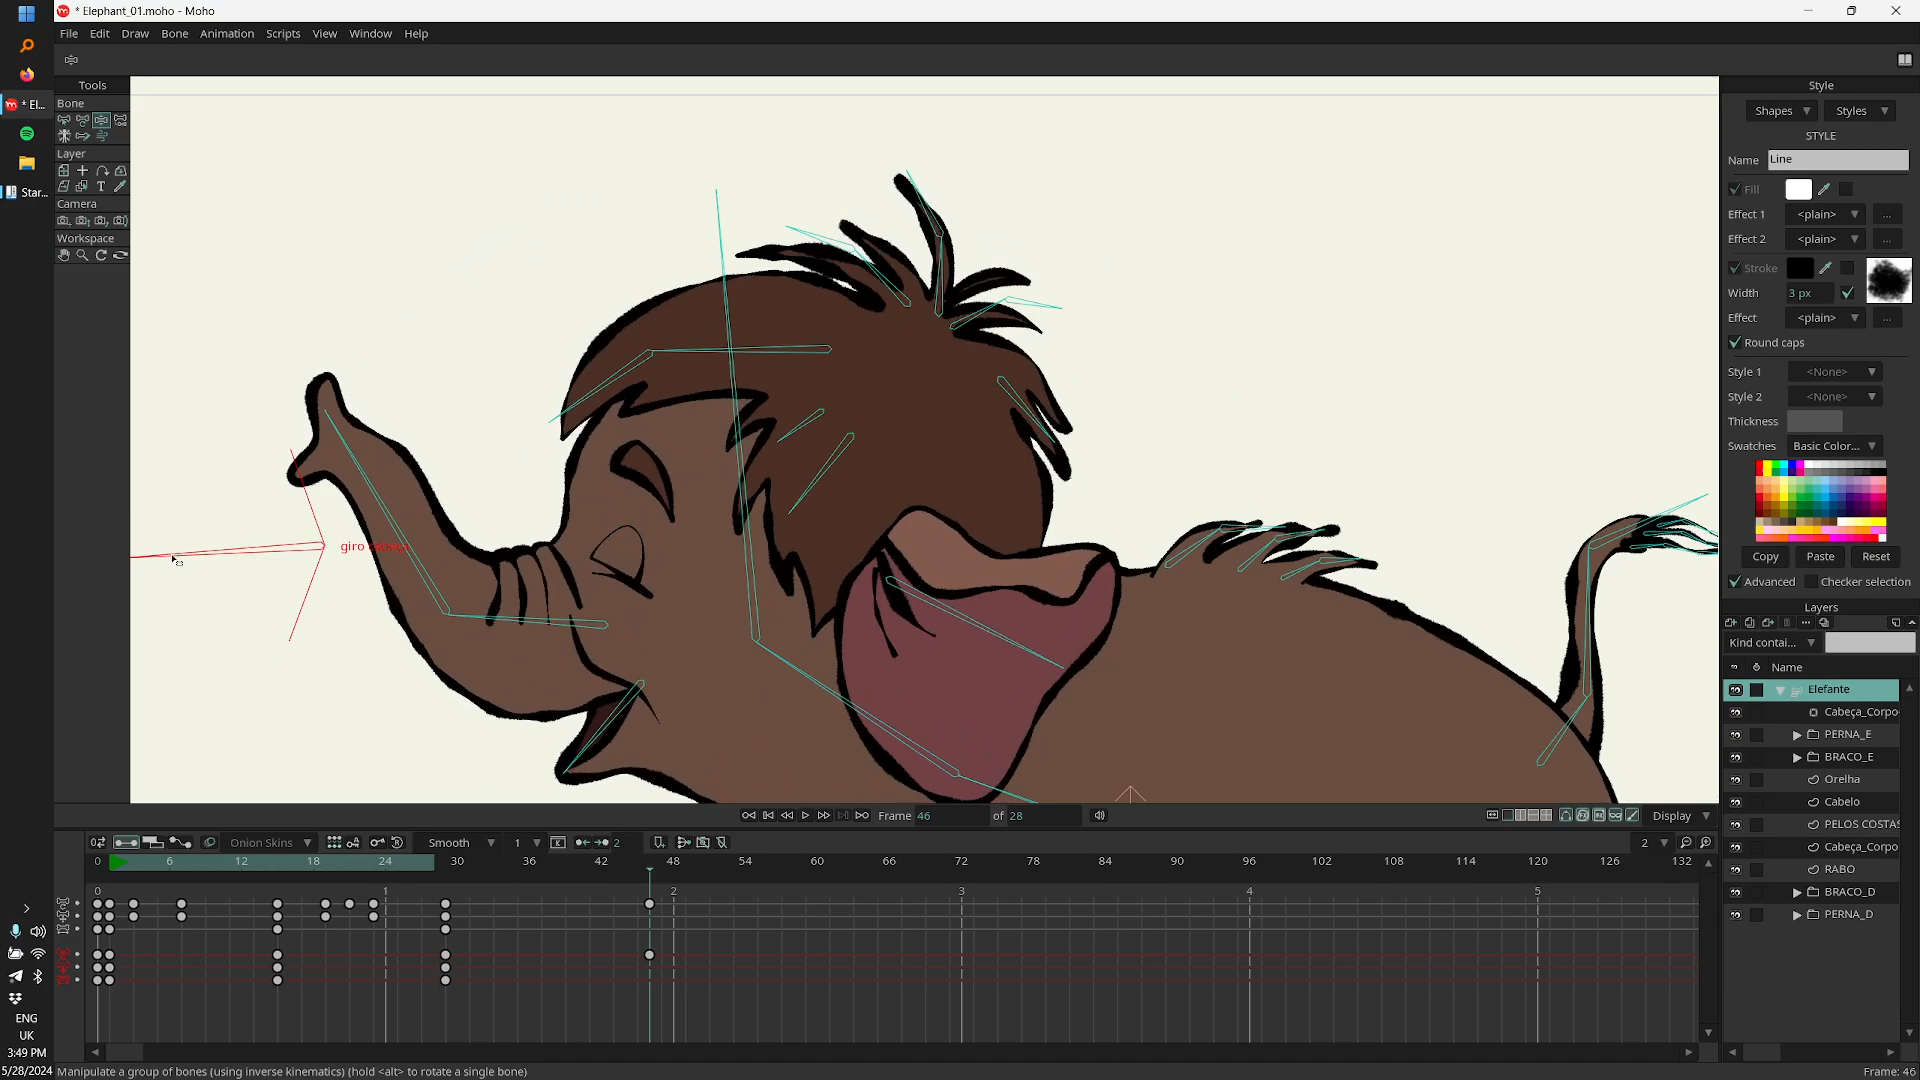 * Elephant_01.moho - Moho
File Edit Draw Bone Animation Scripts View Window Help
* El...
Star...
Tools
Bone
Layer
Camera
Workspace
giro
Style
Shapes
Styles
STYLE
Name Line
Fill
Effect 1 <plain> ...
Effect 2 <plain> ...
Stroke
Width 3 px
Effect <plain> ...
Round caps
Style 1 <None>
Style 2 <None>
Thickness
Swatches Basic Color...
Copy Paste Reset
Advanced Checker selection
Layers
Kind contai...
Name
Elefante
Cabeça_Corpo
PERNA_E
BRACO_E
Orelha
Cabelo
PELOS COSTAS
Cabeça_Corpo
RABO
BRACO_D
PERNA_D
Frame 46 of 28
Display
Onion Skins Smooth 1 2 2
0 6 12 18 24 30 36 42 48 54 60 66 72 78 84 90 96 102 108 114 120 126 132
0 1 2 3 4 5
ENG
UK
3:49 PM
5/28/2024
Manipulate a group of bones (using inverse kinematics) (hold <alt> to rotate a single bone)
Frame: 46